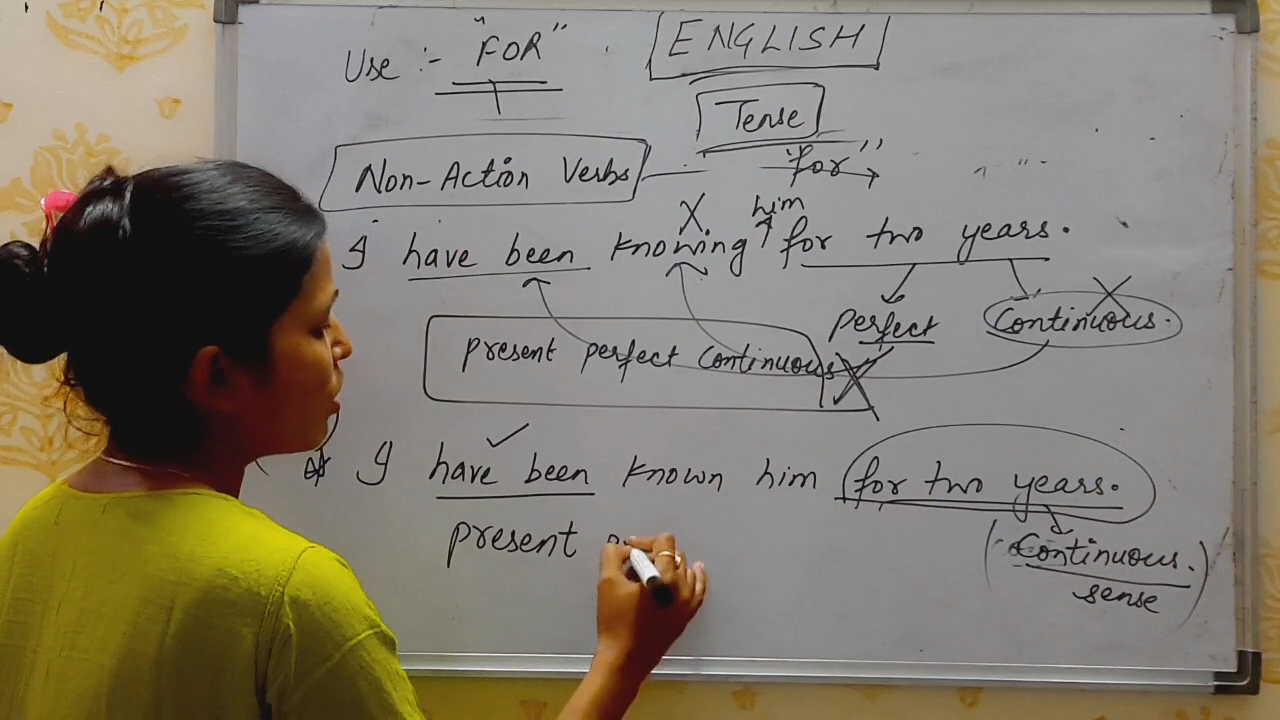 Use :- "FOR"
ENGLISH
Tense
Non-Action Verbs
"for"
him
I have been knowing for two years.
perfect
Continuous.
present perfect continuous
I have been known him for two years.
present
Continuous.
sense